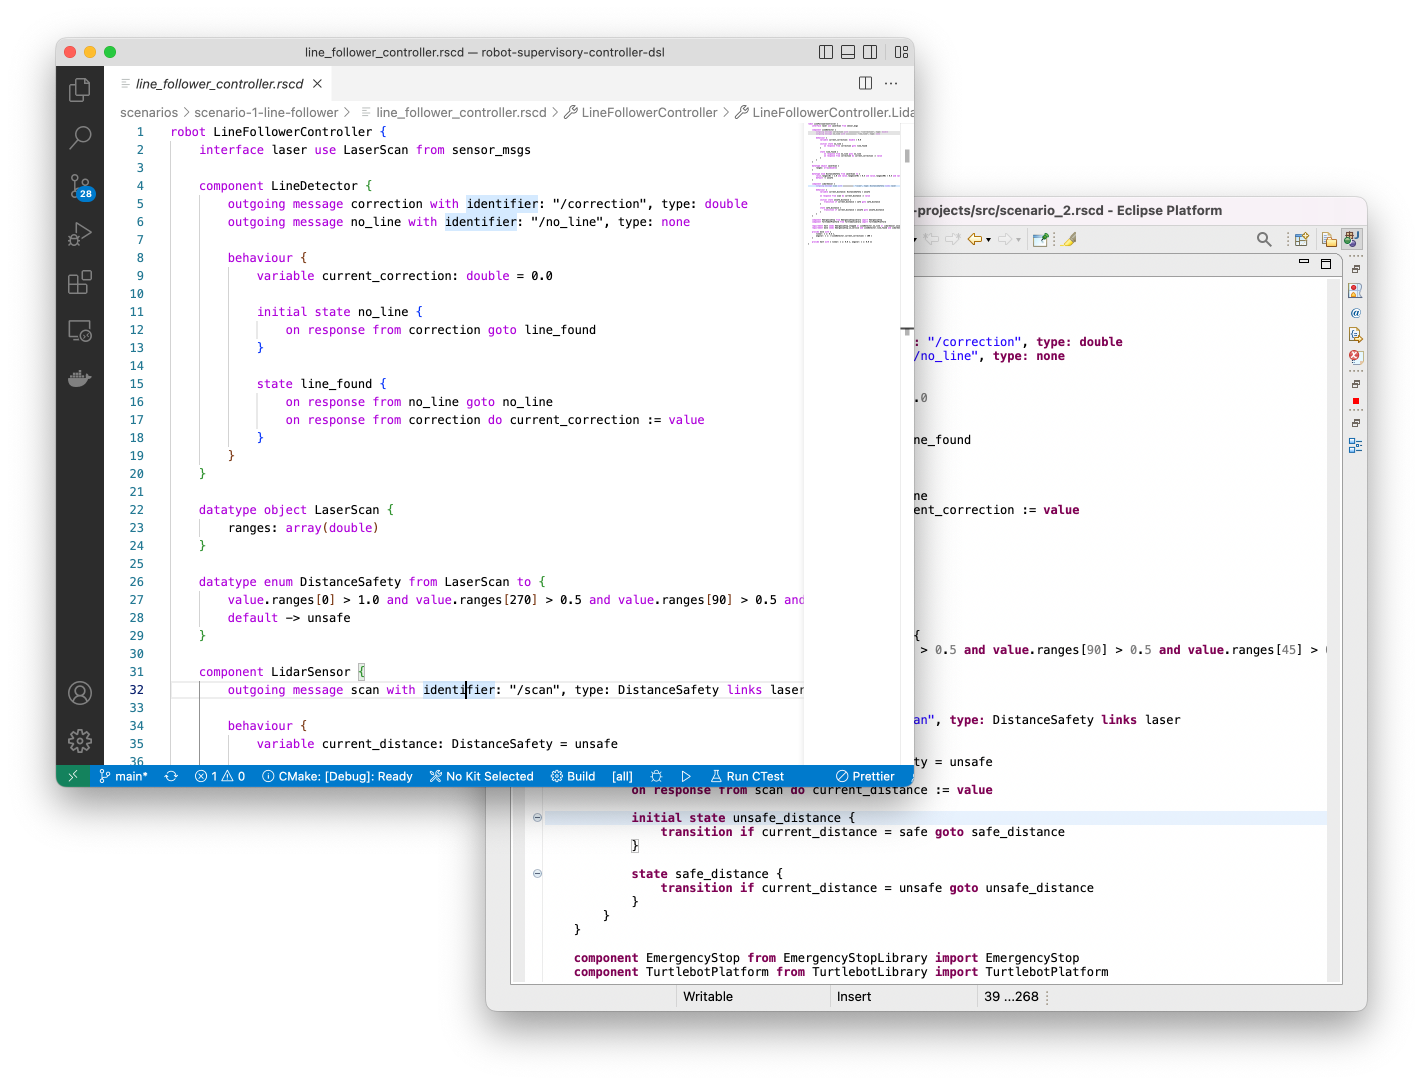 line_follower_controller.rscd — robot-supervisory-controller-dsl
line_follower_controller.rscd
scenarios > scenario-1-line-follower > line_follower_controller.rscd > LineFollowerController > LineFollowerController.Lida
28
1 robot LineFollowerController {
2 interface laser use LaserScan from sensor_msgs
3
4 component LineDetector {
5 outgoing message correction with identifier: "/correction", type: double
6 outgoing message no_line with identifier: "/no_line", type: none
7
8 behaviour {
9 variable current_correction: double = 0.0
10
11 initial state no_line {
12 on response from correction goto line_found
13 }
14
15 state line_found {
16 on response from no_line goto no_line
17 on response from correction do current_correction := value
18 }
19 }
20 }
21
22 datatype object LaserScan {
23 ranges: array(double)
24 }
25
26 datatype enum DistanceSafety from LaserScan to {
27 value.ranges[0] > 1.0 and value.ranges[270] > 0.5 and value.ranges[90] > 0.5 and
28 default -> unsafe
29 }
30
31 component LidarSensor {
32 outgoing message scan with identifier: "/scan", type: DistanceSafety links laser
33
34 behaviour {
35 variable current_distance: DistanceSafety = unsafe
36
main* 1 0 CMake: [Debug]: Ready No Kit Selected Build [all] Run CTest Prettier
-projects/src/scenario_2.rscd - Eclipse Platform
: "/correction", type: double
/no_line", type: none
.0
ne_found
ne
ent_correction := value
{
> 0.5 and value.ranges[90] > 0.5 and value.ranges[45] >
an", type: DistanceSafety links laser
ty = unsafe
on response from scan do current_distance := value
initial state unsafe_distance {
transition if current_distance = safe goto safe_distance
}
state safe_distance {
transition if current_distance = unsafe goto unsafe_distance
}
}
}
component EmergencyStop from EmergencyStopLibrary import EmergencyStop
component TurtlebotPlatform from TurtlebotLibrary import TurtlebotPlatform
Writable Insert 39 ...268